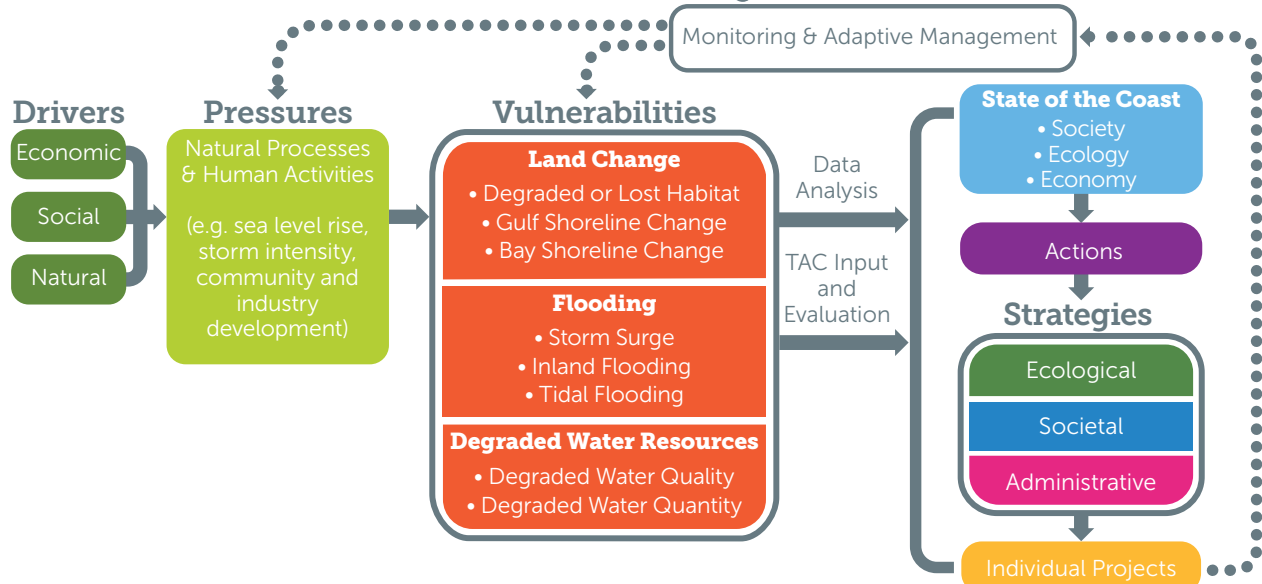 Monitoring & Adaptive Management
Drivers
Economic
Social
Natural
Pressures
Natural Processes
& Human Activities
(e.g. sea level rise,
storm intensity,
community and
industry
development)
Vulnerabilities
Land Change
• Degraded or Lost Habitat
• Gulf Shoreline Change
• Bay Shoreline Change
Flooding
• Storm Surge
• Inland Flooding
• Tidal Flooding
Degraded Water Resources
• Degraded Water Quality
• Degraded Water Quantity
Data
Analysis
TAC Input
and
Evaluation
State of the Coast
• Society
• Ecology
• Economy
Actions
Strategies
Ecological
Societal
Administrative
Individual Projects